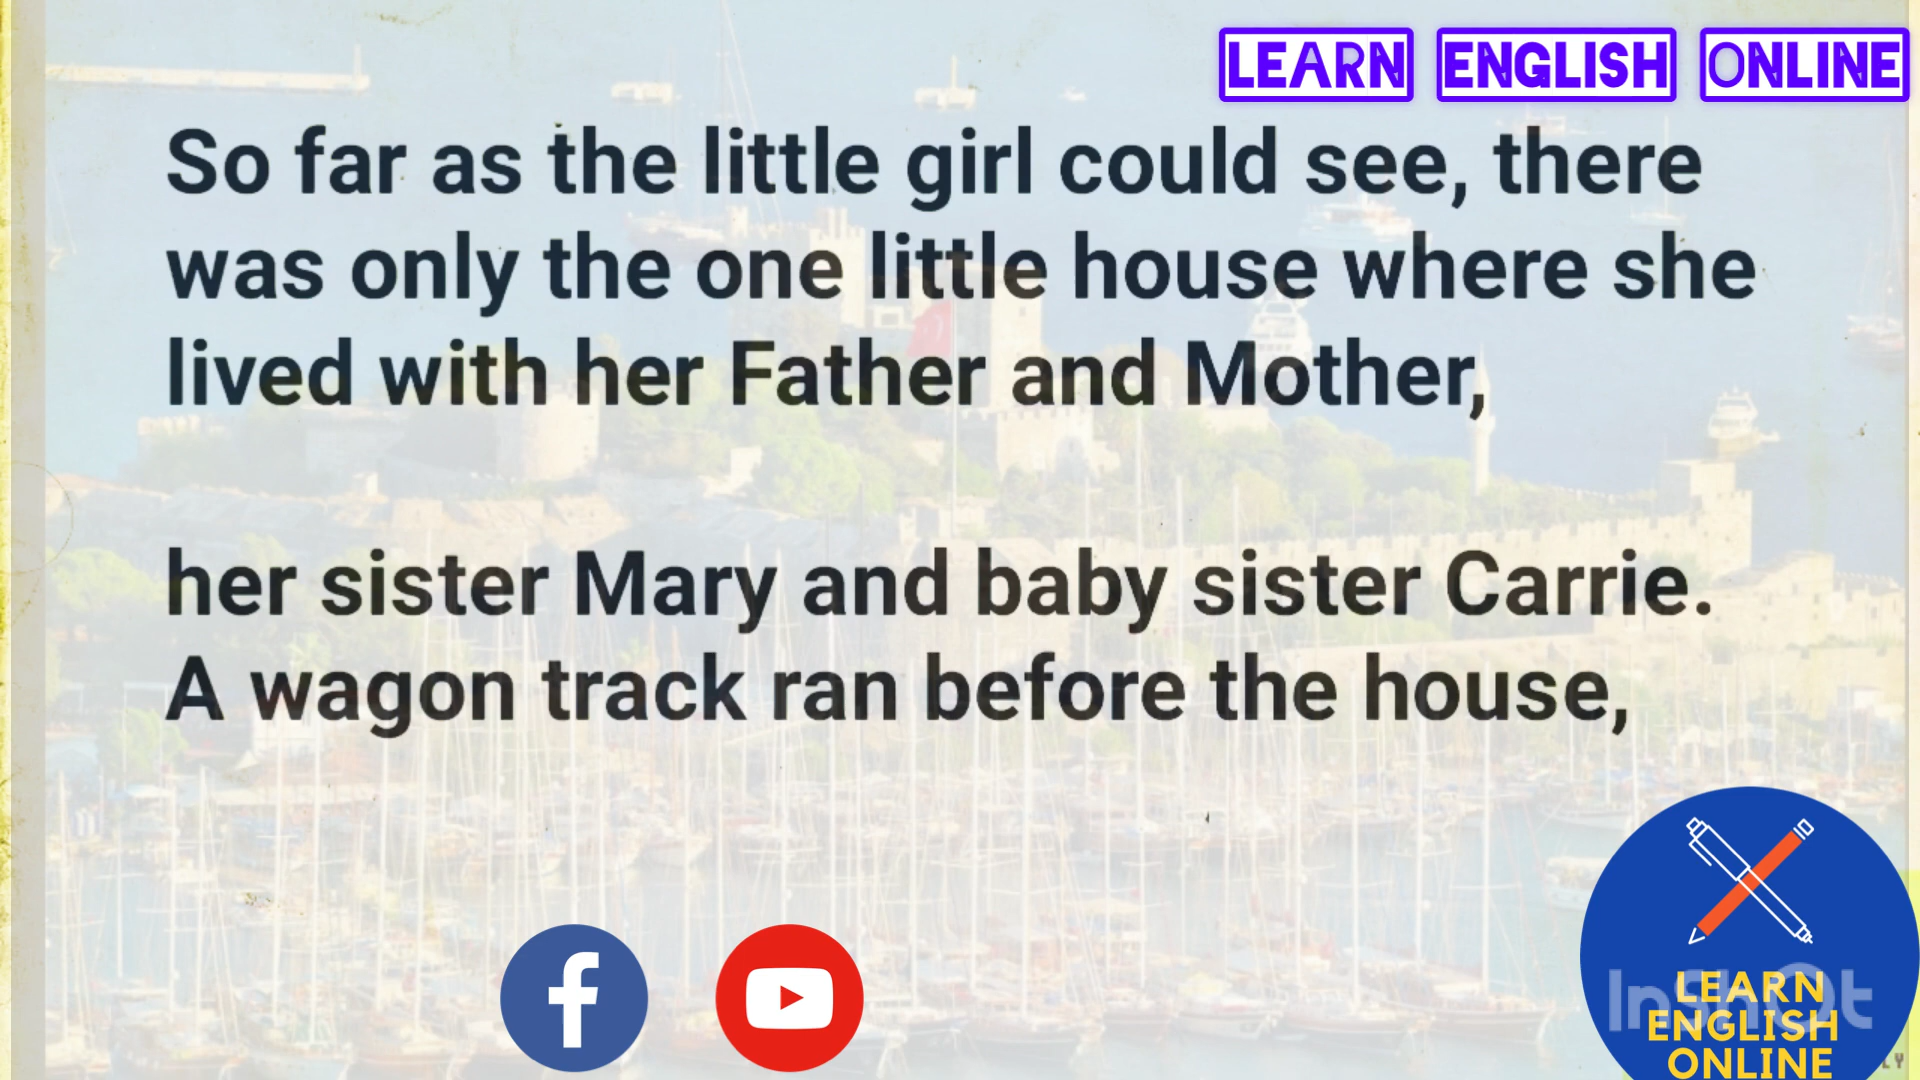 LEARN ENGLISH ONLINE
So far as the little girl could see, there
was only the one little house where she
lived with her Father and Mother,
her sister Mary and baby sister Carrie.
A wagon track ran before the house,
InShOt
LEARN
ENGLISH
ONLINE